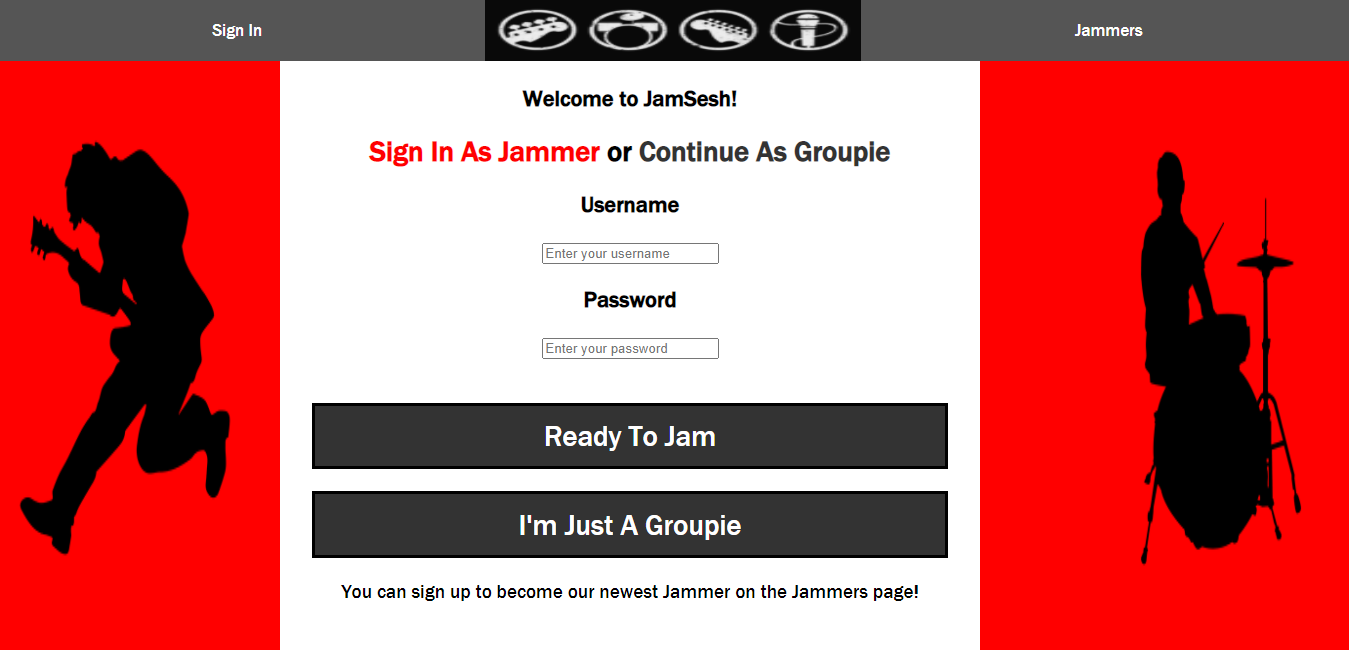 Sign In
Jammers
Welcome to JamSesh!
Sign In As Jammer or Continue As Groupie
Username
Enter your username
Password
Enter your password
Ready To Jam
I'm Just A Groupie
You can sign up to become our newest Jammer on the Jammers page!